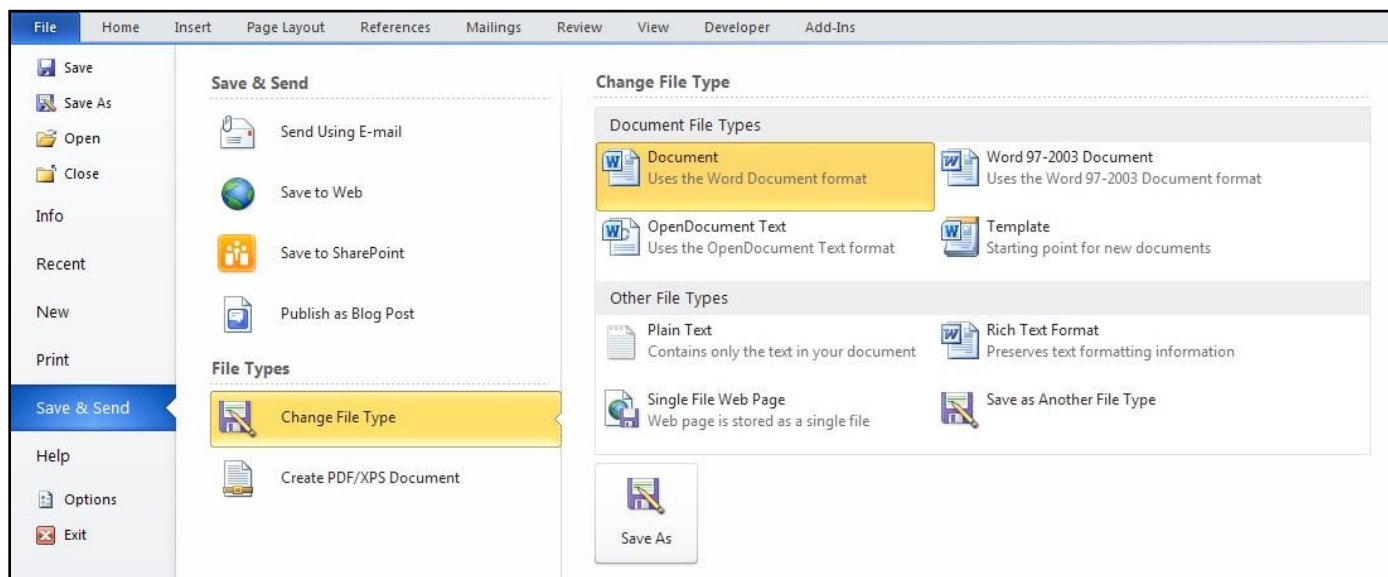 File Home Insert Page Layout References Mailings Review View Developer Add-Ins
Save
Save As
Open
Close
Info
Recent
New
Print
Save & Send
Help
Options
Exit
Save & Send
Send Using E-mail
Save to Web
Save to SharePoint
Publish as Blog Post
File Types
Change File Type
Create PDF/XPS Document
Change File Type
Document File Types
Document
Uses the Word Document format
Word 97-2003 Document
Uses the Word 97-2003 Document format
OpenDocument Text
Uses the OpenDocument Text format
Template
Starting point for new documents
Other File Types
Plain Text
Contains only the text in your document
Rich Text Format
Preserves text formatting information
Single File Web Page
Web page is stored as a single file
Save as Another File Type
Save As